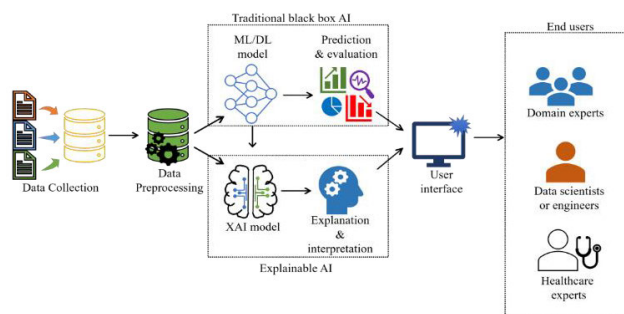 Traditional black box AI
ML/DL
model
Prediction
& evaluation
Data Collection
Data
Preprocessing
XAI model
Explanation
&
interpretation
Explainable AI
User
interface
End users
Domain experts
Data scientists
or engineers
Healthcare
experts